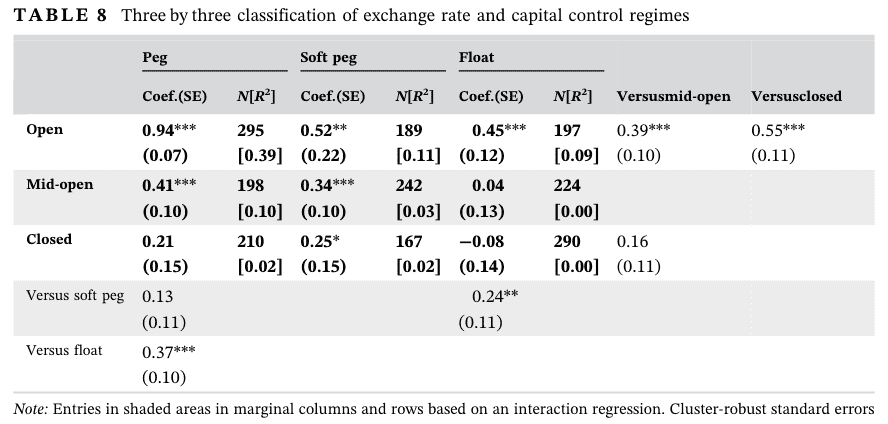 TABLE 8 Three by three classification of exchange rate and capital control regimes
Peg Soft peg Float
Coef.(SE) N[R²] Coef.(SE) N[R²] Coef.(SE) N[R²] Versusmid-open Versusclosed
Open 0.94*** 295 0.52** 189 0.45*** 197 0.39*** 0.55***
(0.07) [0.39] (0.22) [0.11] (0.12) [0.09] (0.10) (0.11)
Mid-open 0.41*** 198 0.34*** 242 0.04 224
(0.10) [0.10] (0.10) [0.03] (0.13) [0.00]
Closed 0.21 210 0.25* 167 −0.08 290 0.16
(0.15) [0.02] (0.15) [0.02] (0.14) [0.00] (0.11)
Versus soft peg 0.13 0.24**
(0.11) (0.11)
Versus float 0.37***
(0.10)
Note: Entries in shaded areas in marginal columns and rows based on an interaction regression. Cluster-robust standard errors